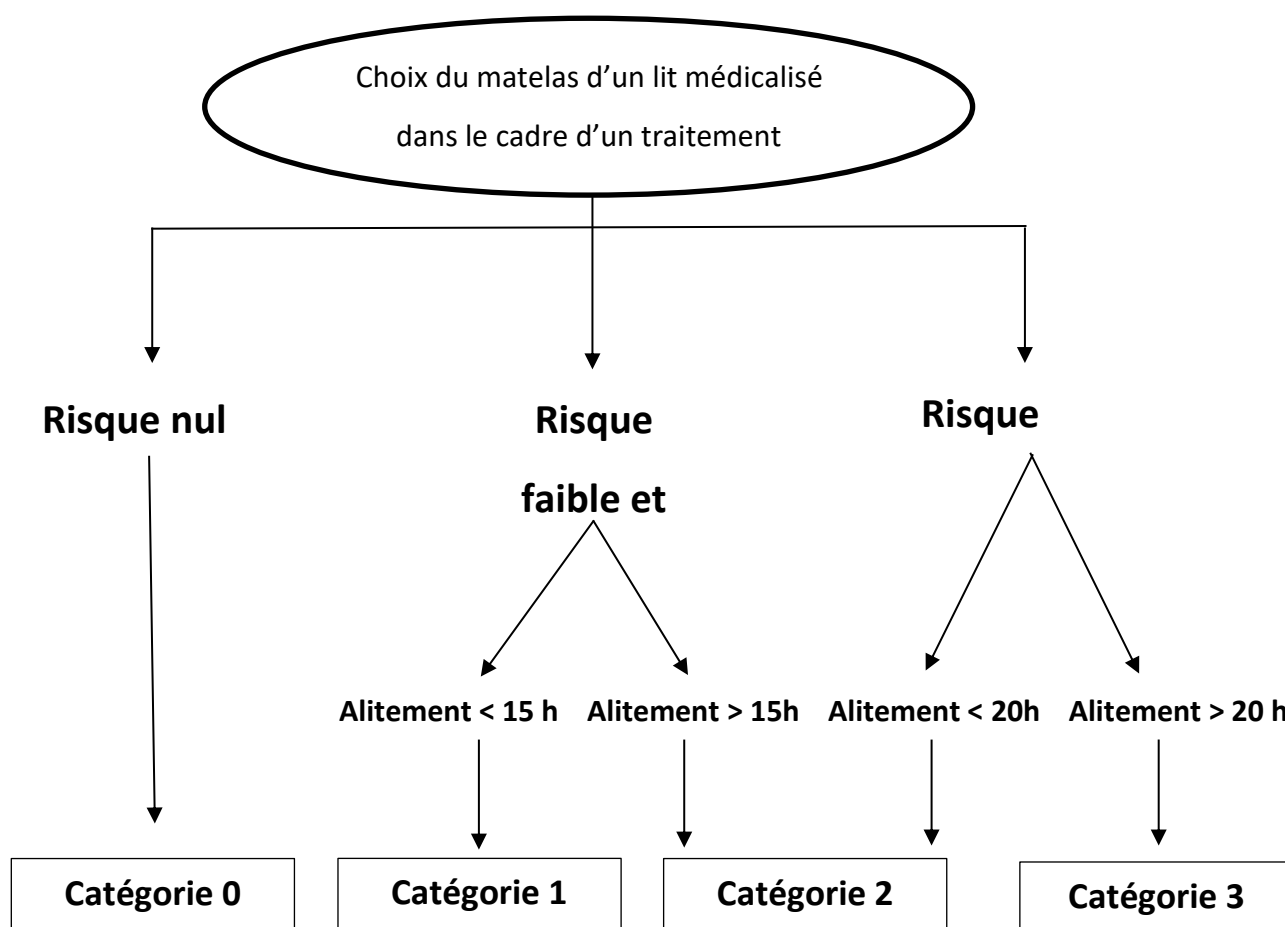 Choix du matelas d’un lit médicalisé
dans le cadre d’un traitement
Risque nul
Risque
faible et
Risque
Alitement < 15 h
Alitement > 15h
Alitement < 20h
Alitement > 20 h
Catégorie 0
Catégorie 1
Catégorie 2
Catégorie 3